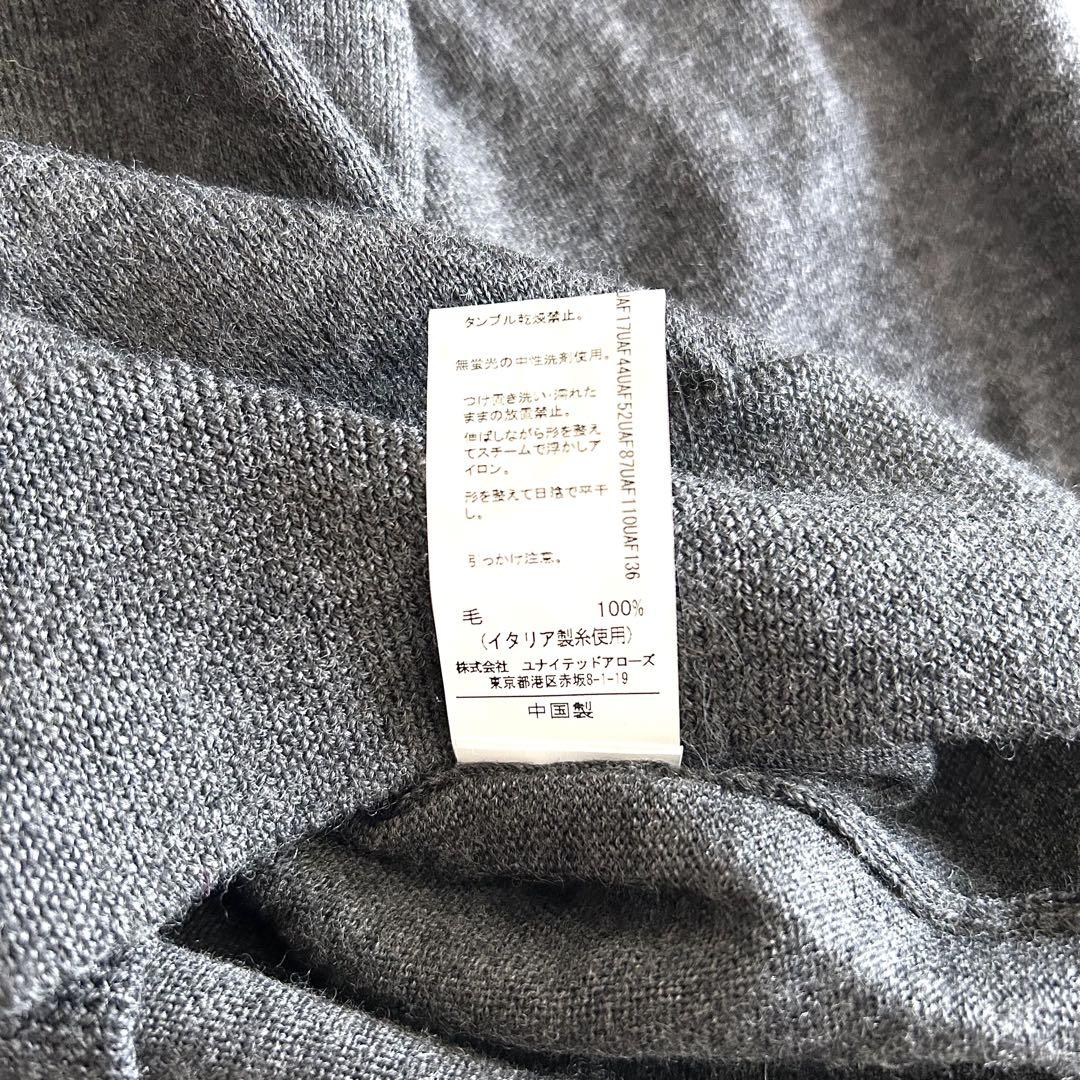 タンブル乾燥禁止。
無蛍光の中性洗剤使用。
つけ置き洗い・濡れた
ままの放置禁止。
伸ばしながら形を整え
てスチームで浮かしア
イロン。
形を整えて日陰で平干
し。
引っかけ注意。
毛 100%
(イタリア製糸使用)
株式会社 ユナイテッドアローズ
東京都港区赤坂8-1-19
中国製
UAF17UAF44UAF52UAF87UAF110UAF136